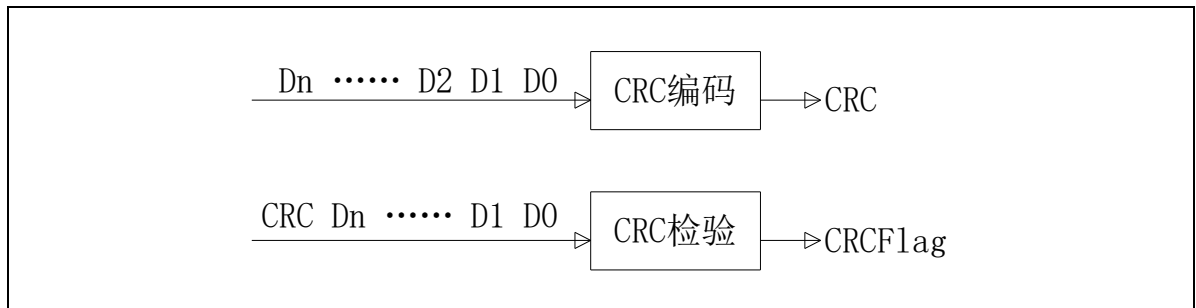 Dn ······ D2 D1 D0 CRC编码 CRC
CRC Dn ······ D1 D0 CRC检验 CRCFlag